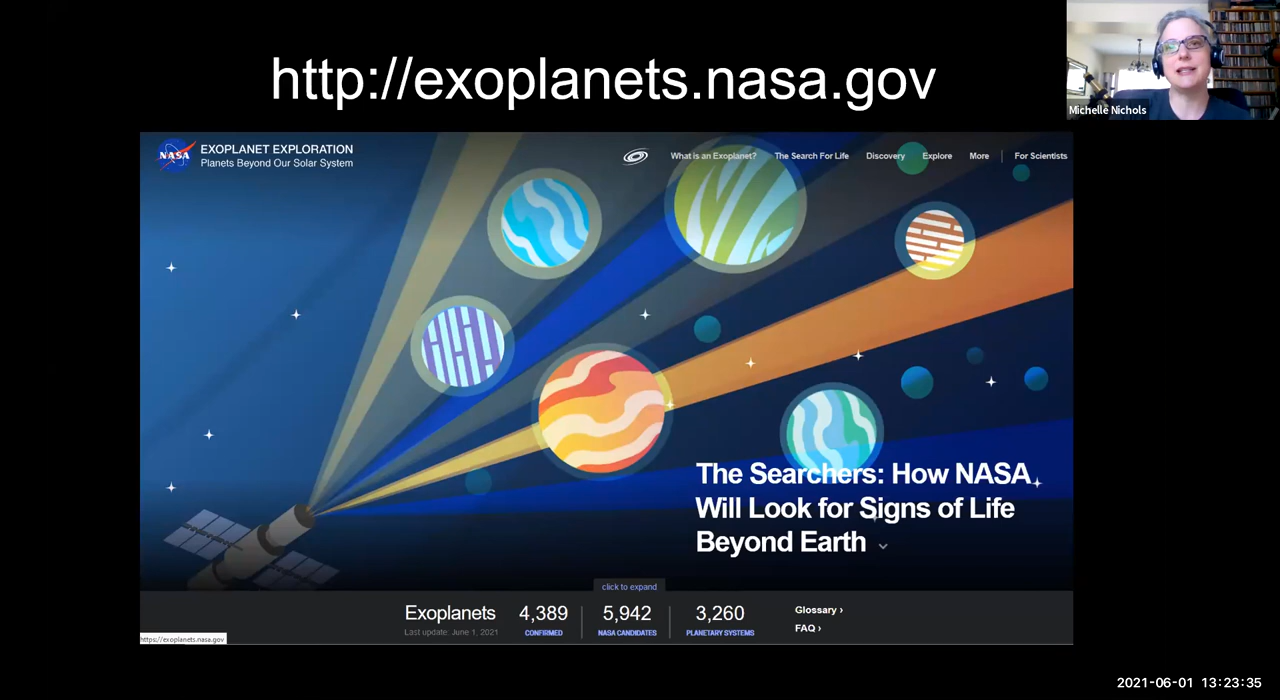 http://exoplanets.nasa.gov
Michelle Nichols
NASA
EXOPLANET EXPLORATION
Planets Beyond Our Solar System
What is an Exoplanet? The Search For Life Discovery Explore More | For Scientists
The Searchers: How NASA
Will Look for Signs of Life
Beyond Earth
click to expand
Exoplanets
Last update: June 1, 2021
4,389
CONFIRMED
5,942
NASA CANDIDATES
3,260
PLANETARY SYSTEMS
Glossary ›
FAQ ›
https://exoplanets.nasa.gov
2021-06-01 13:23:35